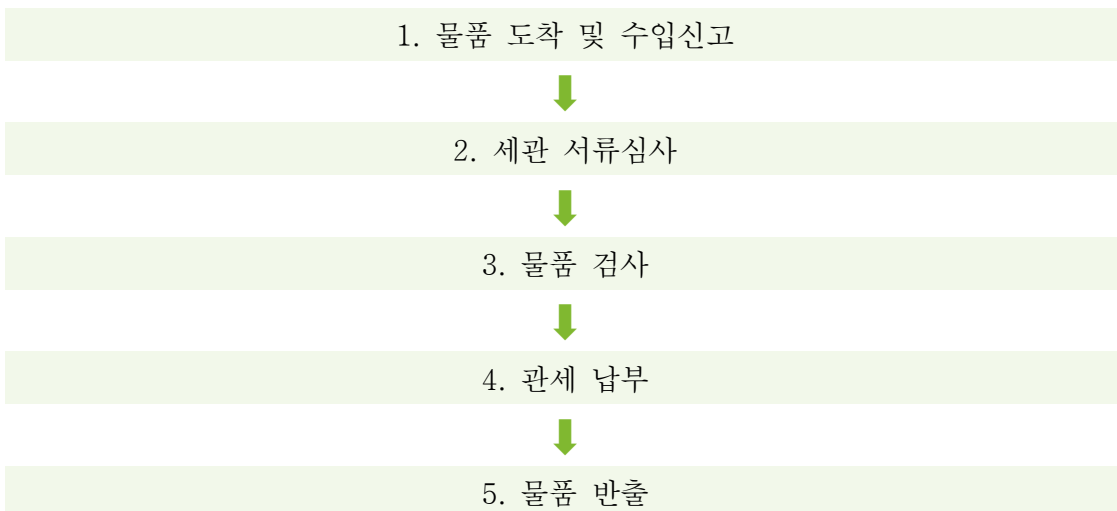 1. 물품 도착 및 수입신고
2. 세관 서류심사
3. 물품 검사
4. 관세 납부
5. 물품 반출